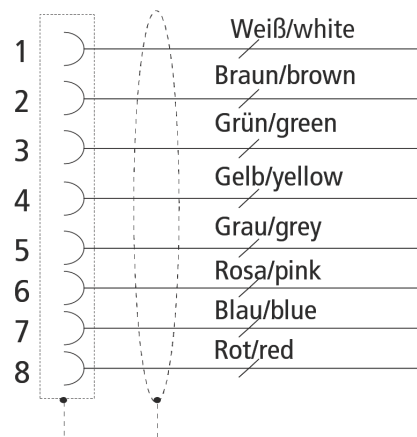 1 Weiß/white
2 Braun/brown
3 Grün/green
4 Gelb/yellow
5 Grau/grey
6 Rosa/pink
7 Blau/blue
8 Rot/red